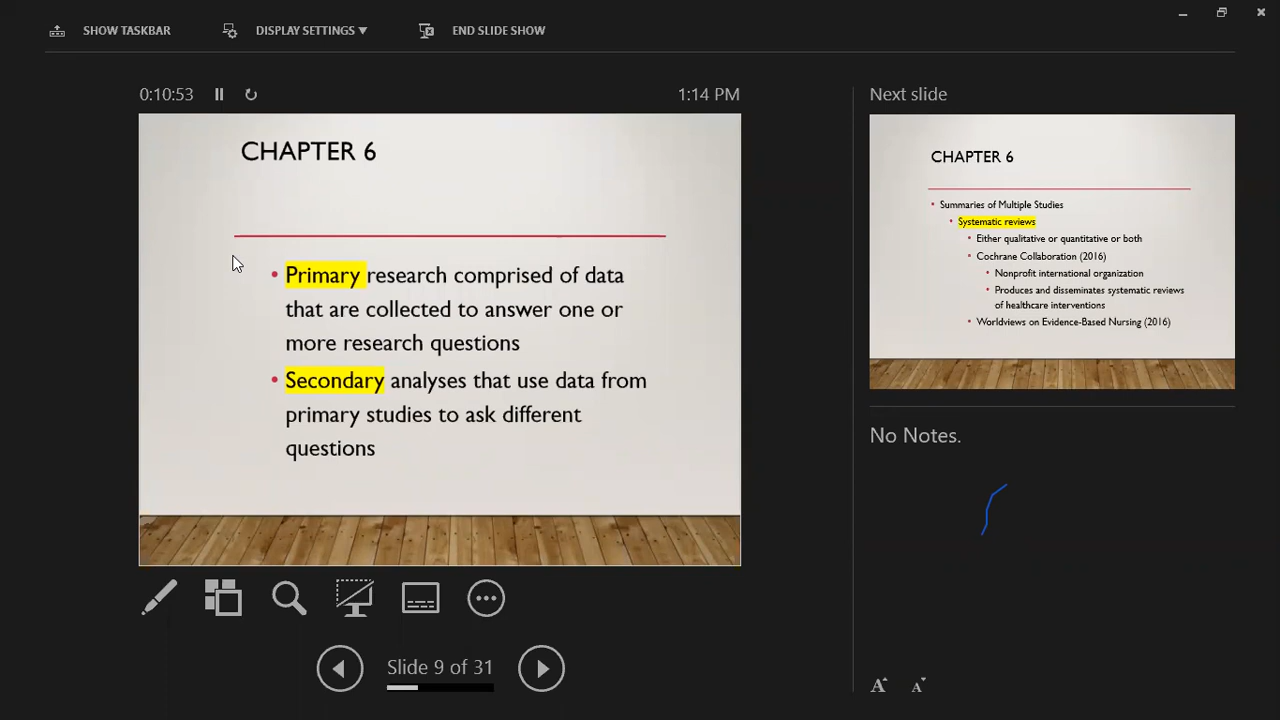 SHOW TASKBAR
DISPLAY SETTINGS ▼
END SLIDE SHOW
0:10:53
1:14 PM
CHAPTER 6
• Primary research comprised of data
that are collected to answer one or
more research questions
• Secondary analyses that use data from
primary studies to ask different
questions
Slide 9 of 31
Next slide
CHAPTER 6
• Summaries of Multiple Studies
• Systematic reviews
• Either qualitative or quantitative or both
• Cochrane Collaboration (2016)
• Nonprofit international organization
• Produces and disseminates systematic reviews
of healthcare interventions
• Worldviews on Evidence-Based Nursing (2016)
No Notes.
A A